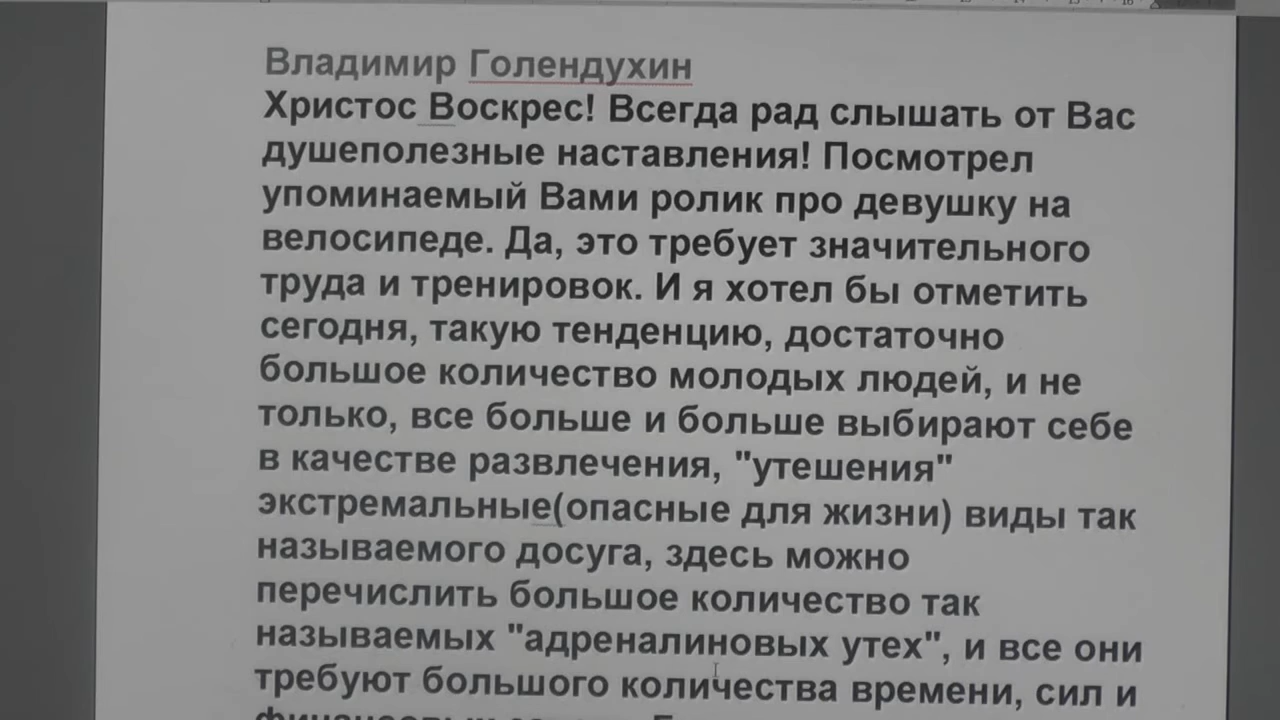 Владимир Голендухин
Христос Воскрес! Всегда рад слышать от Вас
душеполезные наставления! Посмотрел
упоминаемый Вами ролик про девушку на
велосипеде. Да, это требует значительного
труда и тренировок. И я хотел бы отметить
сегодня, такую тенденцию, достаточно
большое количество молодых людей, и не
только, все больше и больше выбирают себе
в качестве развлечения, "утешения"
экстремальные(опасные для жизни) виды так
называемого досуга, здесь можно
перечислить большое количество так
называемых "адреналиновых утех", и все они
требуют большого количества времени, сил и